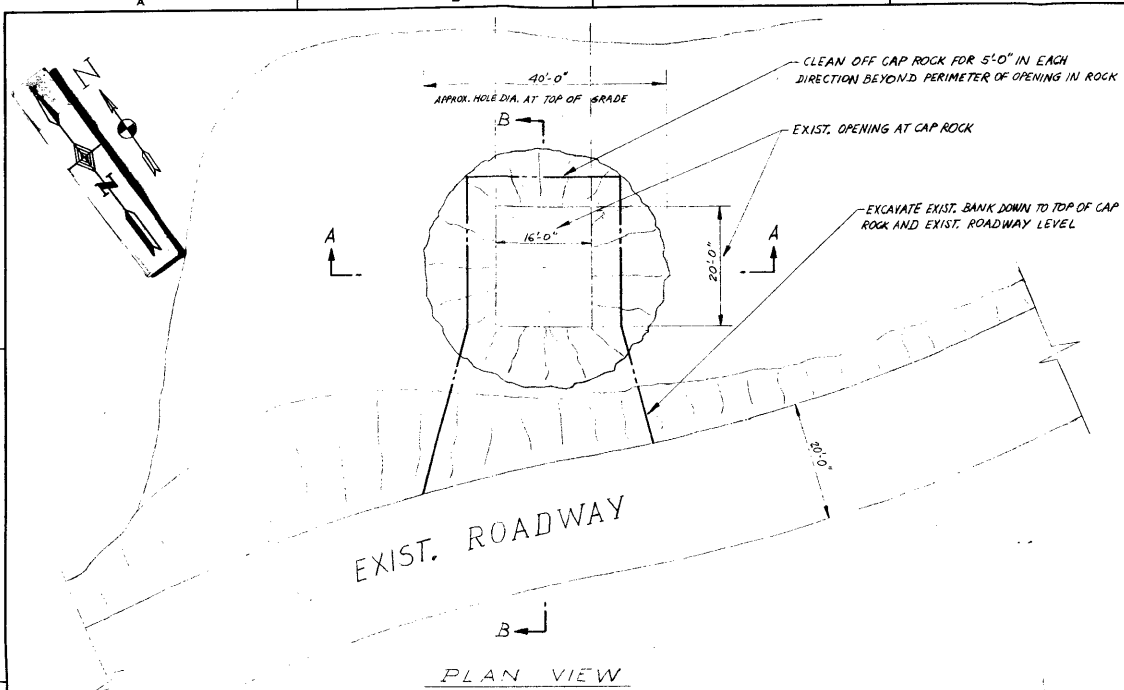 A
N
N
40'-0"
APPROX. HOLE DIA. AT TOP OF GRADE
CLEAN OFF CAP ROCK FOR 5'-0" IN EACH
DIRECTION BEYOND PERIMETER OF OPENING IN ROCK
B
EXIST. OPENING AT CAP ROCK
EXCAVATE EXIST. BANK DOWN TO TOP OF CAP
ROCK AND EXIST. ROADWAY LEVEL
A
16'-0"
20'-0"
A
20'-0"
EXIST. ROADWAY
B
PLAN VIEW